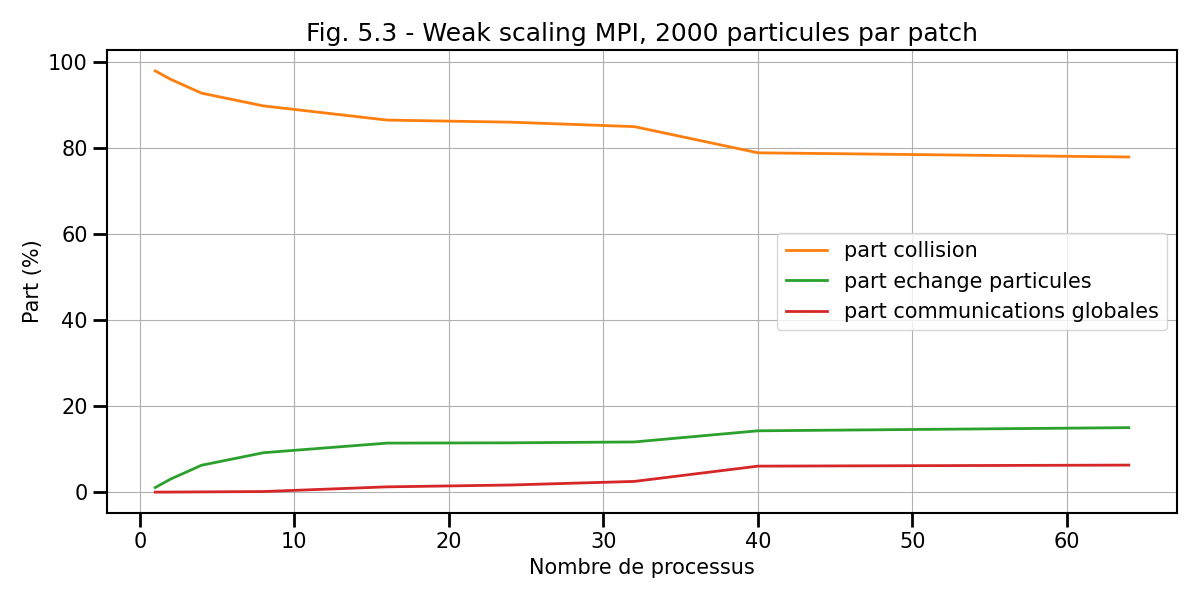 Fig. 5.3 - Weak scaling MPI, 2000 particules par patch
100
80
60
40
20
0
Part (%)
part collision
part echange particules
part communications globales
0 10 20 30 40 50 60
Nombre de processus